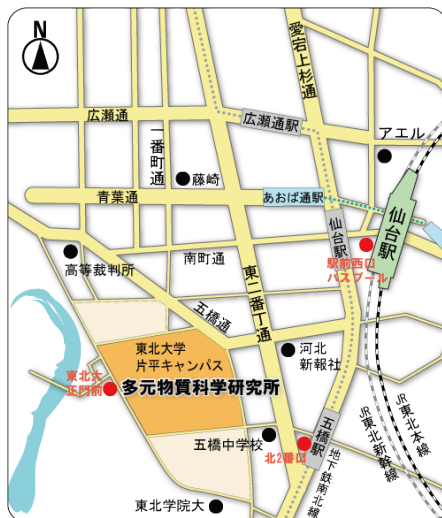 N
愛宕上杉通
広瀬通
広瀬通駅
一番町通
アエル
藤崎
青葉通
あおば通駅
仙台駅
仙台駅
南町通
駅前西口
バスプール
高等裁判所
東二番丁通
五橋通
東北大学
片平キャンパス
河北
新報社
東北大
正門前
多元物質科学研究所
五橋中学校
北2番口
五橋駅
地下鉄南北線
JR東北新幹線
JR東北本線
東北学院大